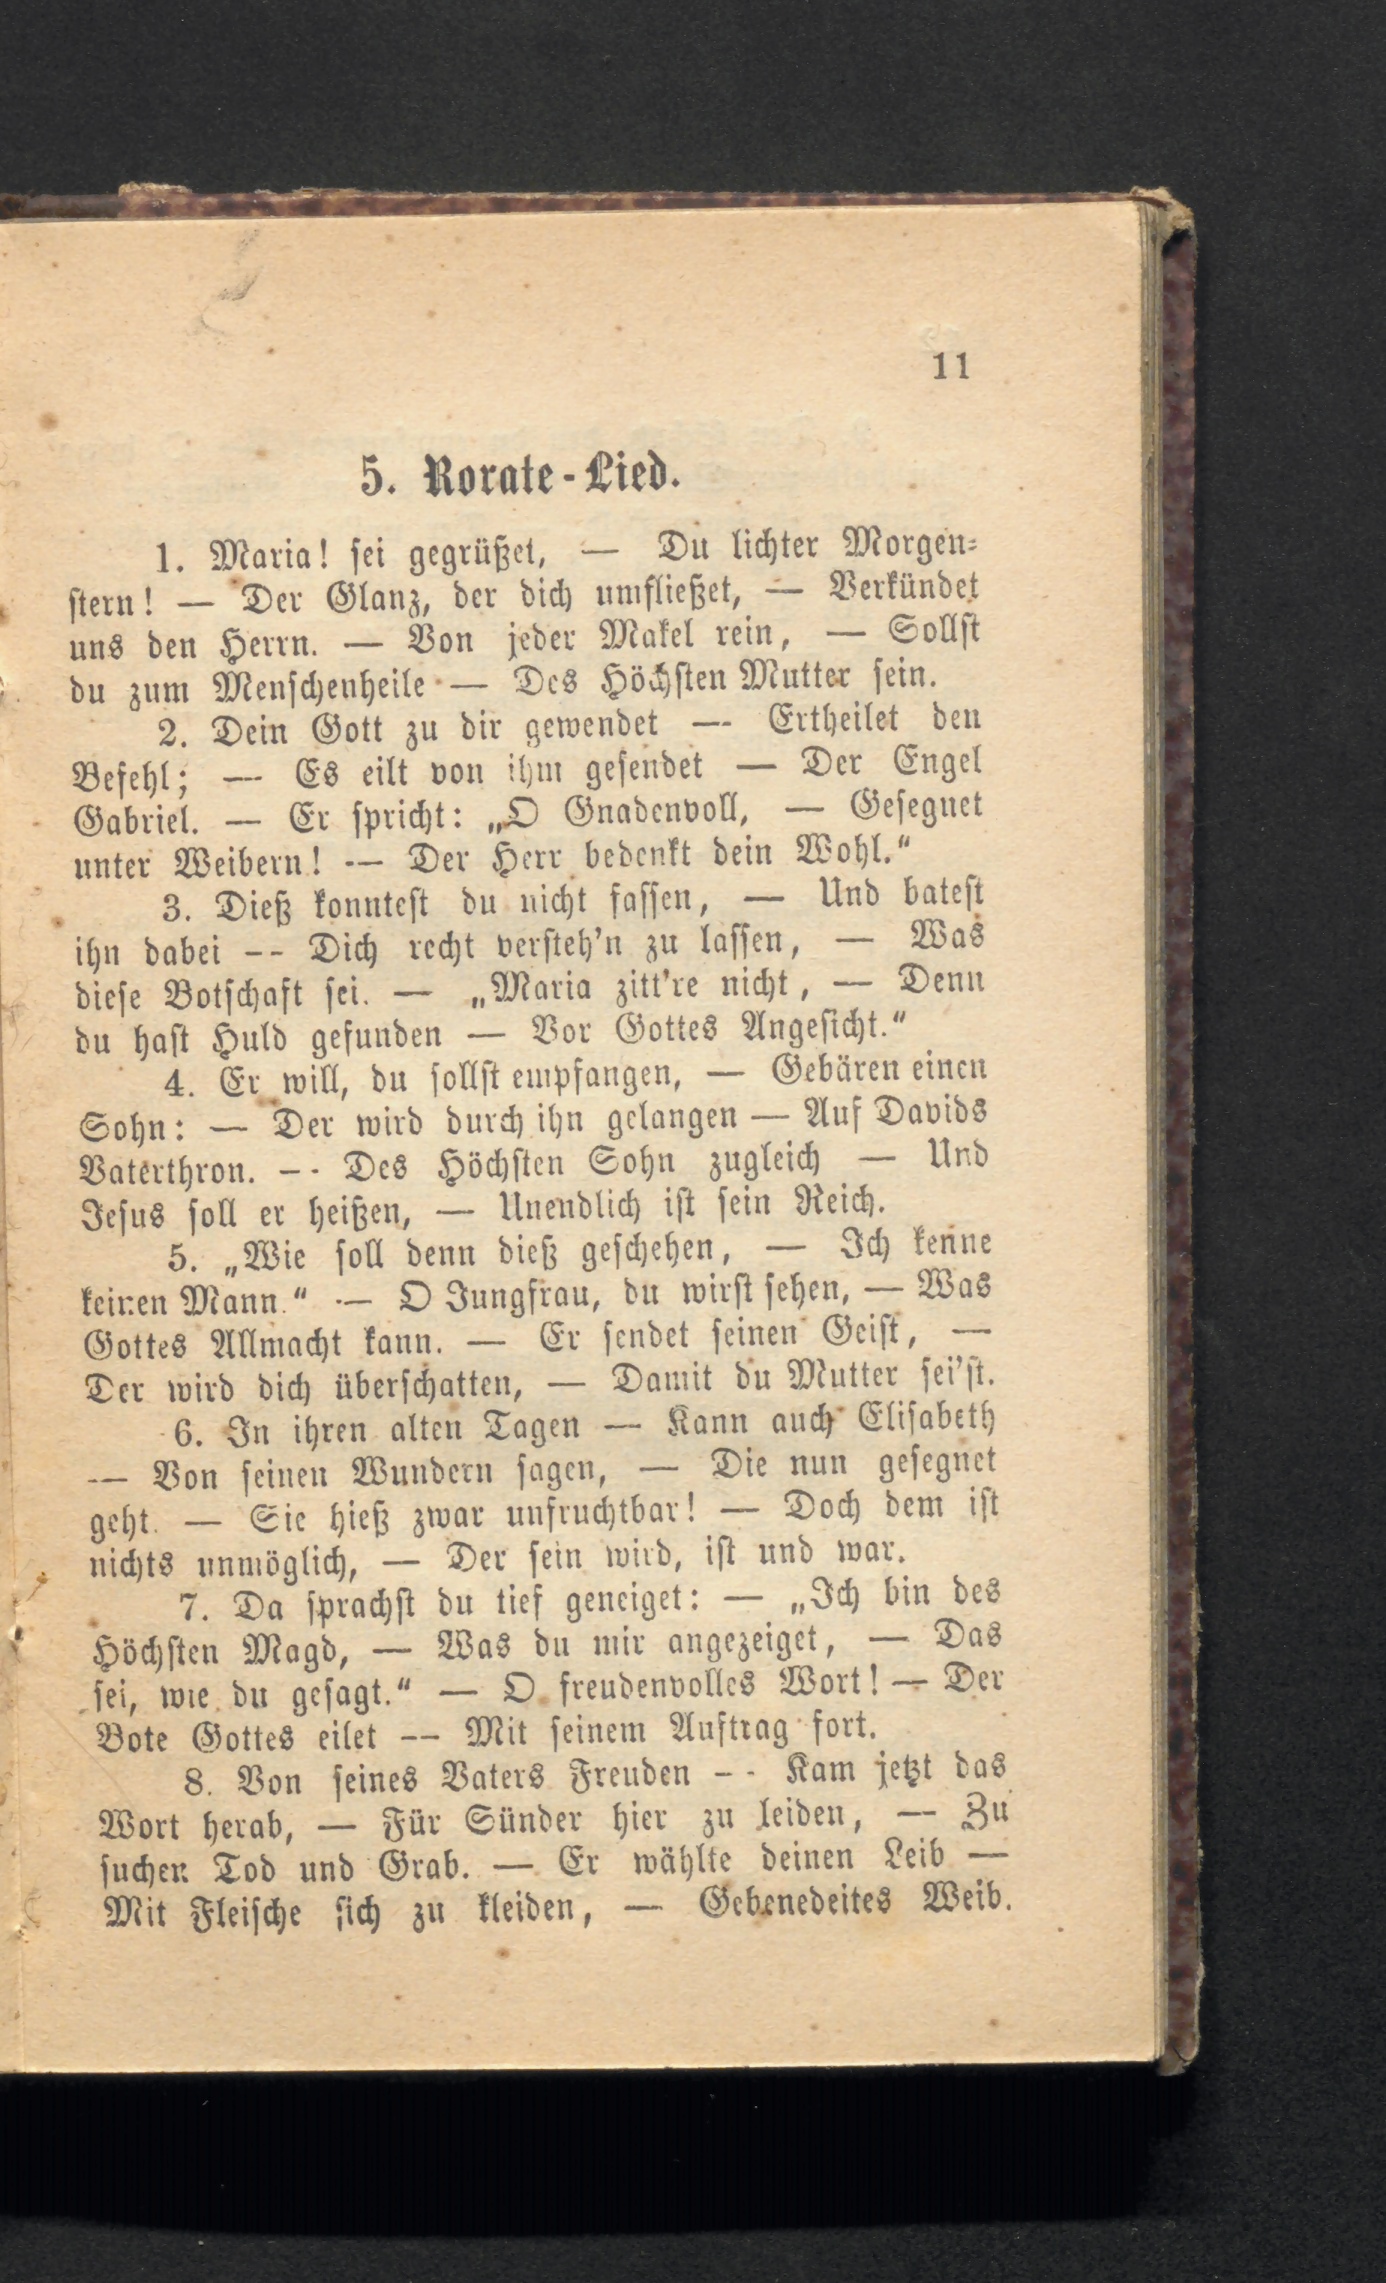 11
5. Rorate-Lied.
1. Maria! sei gegrüßet, — Du lichter Morgen-
stern! — Der Glanz, der dich umfließet, — Verkündet
uns den Herrn. — Von jeder Makel rein, — Sollst
du zum Menschenheile — Des Höchsten Mutter sein.
2. Dein Gott zu dir gewendet — Ertheilet den
Befehl; — Es eilt von ihm gesendet — Der Engel
Gabriel. — Er spricht: „O Gnadenvoll, — Gesegnet
unter Weibern! — Der Herr bedenkt dein Wohl.“
3. Dieß konntest du nicht fassen, — Und batest
ihn dabei — Dich recht versteh'n zu lassen, — Was
diese Botschaft sei. — „Maria zitt're nicht, — Denn
du hast Huld gefunden — Vor Gottes Angesicht.“
4. Er will, du sollst empfangen, — Gebären einen
Sohn: — Der wird durch ihn gelangen — Auf Davids
Vaterthron. — Des Höchsten Sohn zugleich — Und
Jesus soll er heißen, — Unendlich ist sein Reich.
5. „Wie soll denn dieß geschehen, — Ich kenne
keinen Mann.“ — O Jungfrau, du wirst sehen, — Was
Gottes Allmacht kann. — Er sendet seinen Geist, —
Der wird dich überschatten, — Damit du Mutter sei'st.
6. In ihren alten Tagen — Kann auch Elisabeth
— Von seinen Wundern sagen, — Die nun gesegnet
geht. — Sie hieß zwar unfruchtbar! — Doch dem ist
nichts unmöglich, — Der sein wird, ist und war.
7. Da sprachst du tief geneiget: — „Ich bin des
Höchsten Magd, — Was du mir angezeiget, — Das
sei, wie du gesagt.“ — O freudenvolles Wort! — Der
Bote Gottes eilet — Mit seinem Auftrag fort.
8. Von seines Vaters Freuden — Kam jetzt das
Wort herab, — Für Sünder hier zu leiden, — Zu
suchen Tod und Grab. — Er wählte deinen Leib —
Mit Fleische sich zu kleiden, — Gebenedeites Weib.